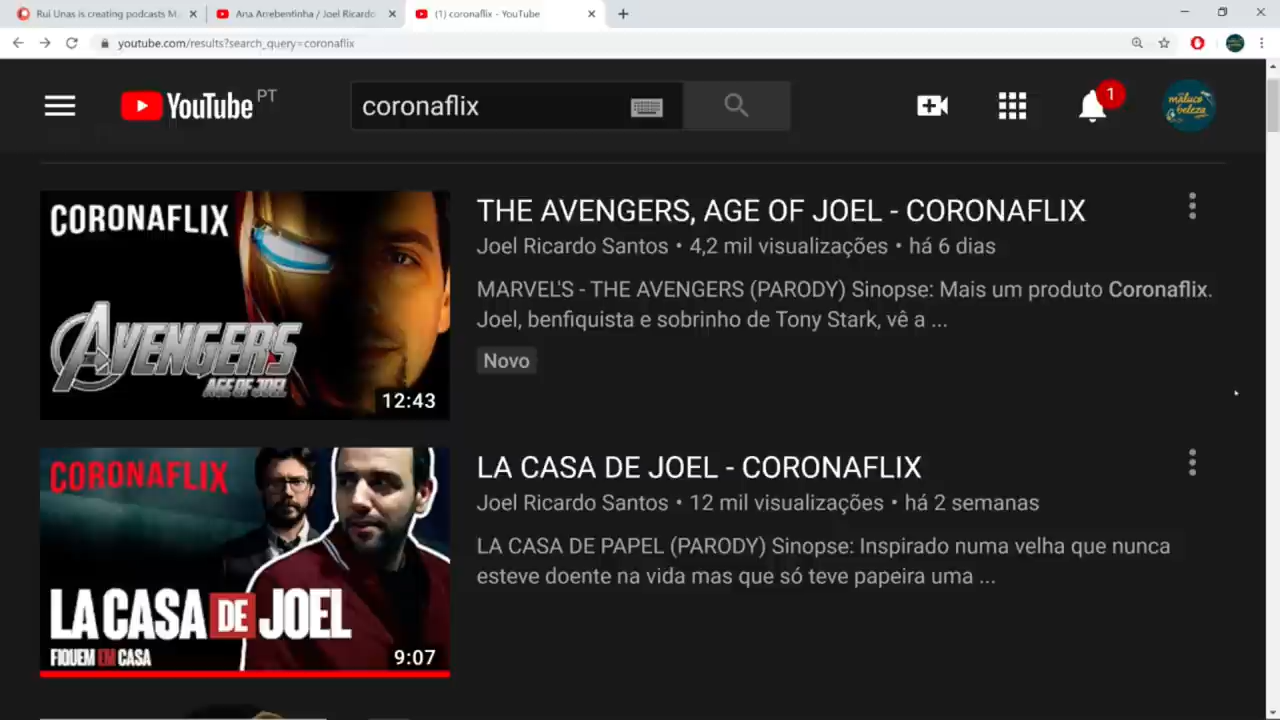 Rui Unas is creating podcasts M
Ana Arrebentinha / Joel Ricardo
(1) coronaflix - YouTube
youtube.com/results?search_query=coronaflix
YouTube PT
coronaflix
1
maluco
beleza
CORONAFLIX
AVENGERS
AGE OF JOEL
12:43
THE AVENGERS, AGE OF JOEL - CORONAFLIX
Joel Ricardo Santos • 4,2 mil visualizações • há 6 dias
MARVEL'S - THE AVENGERS (PARODY) Sinopse: Mais um produto Coronaflix.
Joel, benfiquista e sobrinho de Tony Stark, vê a ...
Novo
CORONAFLIX
LA CASA DE JOEL
FIQUEM EM CASA
9:07
LA CASA DE JOEL - CORONAFLIX
Joel Ricardo Santos • 12 mil visualizações • há 2 semanas
LA CASA DE PAPEL (PARODY) Sinopse: Inspirado numa velha que nunca
esteve doente na vida mas que só teve papeira uma ...